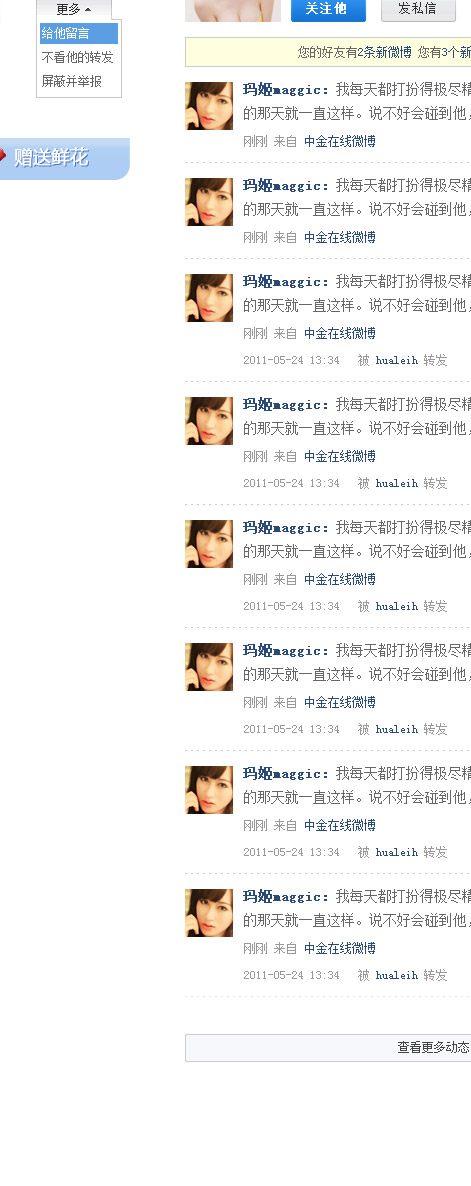 更多
给他留言
不看他的转发
屏蔽并举报
赠送鲜花
关注他
发私信
您的好友有2条新微博 您有3个新
玛姬maggic：我每天都打扮得极尽精
的那天就一直这样。说不好会碰到他，
刚刚 来自 中金在线微博
玛姬maggic：我每天都打扮得极尽精
的那天就一直这样。说不好会碰到他，
刚刚 来自 中金在线微博
玛姬maggic：我每天都打扮得极尽精
的那天就一直这样。说不好会碰到他，
刚刚 来自 中金在线微博
2011-05-24 13:34 被 hualeih 转发
玛姬maggic：我每天都打扮得极尽精
的那天就一直这样。说不好会碰到他，
刚刚 来自 中金在线微博
2011-05-24 13:34 被 hualeih 转发
玛姬maggic：我每天都打扮得极尽精
的那天就一直这样。说不好会碰到他，
刚刚 来自 中金在线微博
2011-05-24 13:34 被 hualeih 转发
玛姬maggic：我每天都打扮得极尽精
的那天就一直这样。说不好会碰到他，
刚刚 来自 中金在线微博
2011-05-24 13:34 被 hualeih 转发
玛姬maggic：我每天都打扮得极尽精
的那天就一直这样。说不好会碰到他，
刚刚 来自 中金在线微博
2011-05-24 13:34 被 hualeih 转发
玛姬maggic：我每天都打扮得极尽精
的那天就一直这样。说不好会碰到他，
刚刚 来自 中金在线微博
2011-05-24 13:34 被 hualeih 转发
查看更多动态